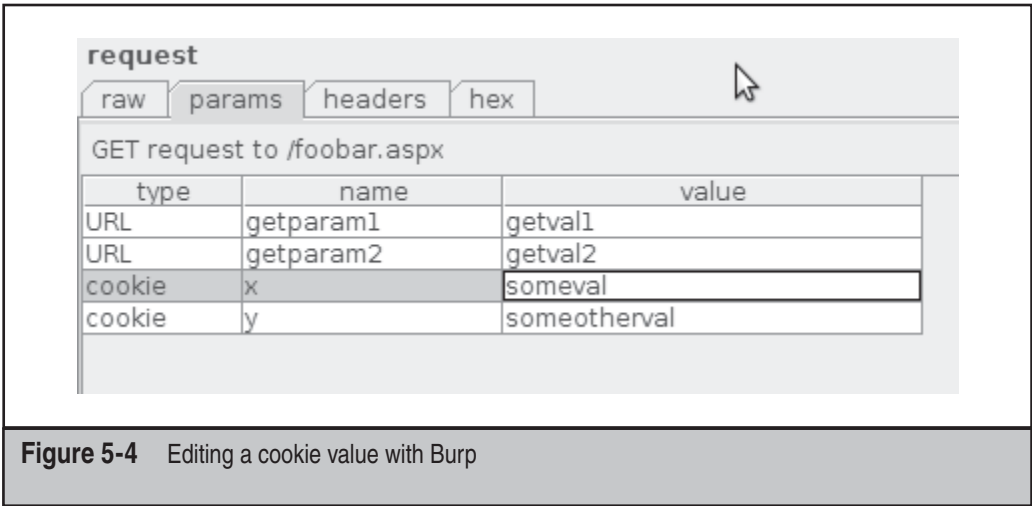 request
raw params headers hex
GET request to /foobar.aspx
type name value
URL getparam1 getval1
URL getparam2 getval2
cookie x someval
cookie y someotherval
Figure 5-4 Editing a cookie value with Burp